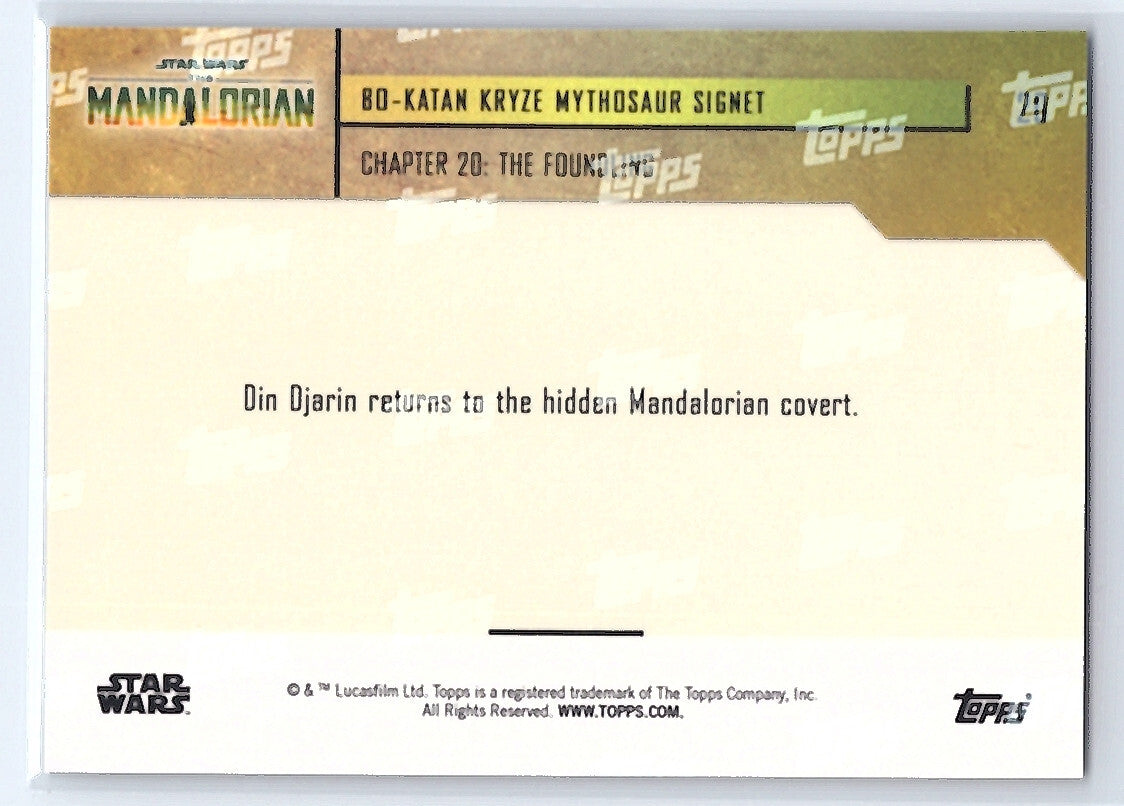 STAR WARS
THE
MANDALORIAN
BO-KATAN KRYZE MYTHOSAUR SIGNET
CHAPTER 20: THE FOUNDLING
Din Djarin returns to the hidden Mandalorian covert.
STAR
WARS
© & ™ Lucasfilm Ltd. Topps is a registered trademark of The Topps Company, Inc.
All Rights Reserved. WWW.TOPPS.COM.
Topps